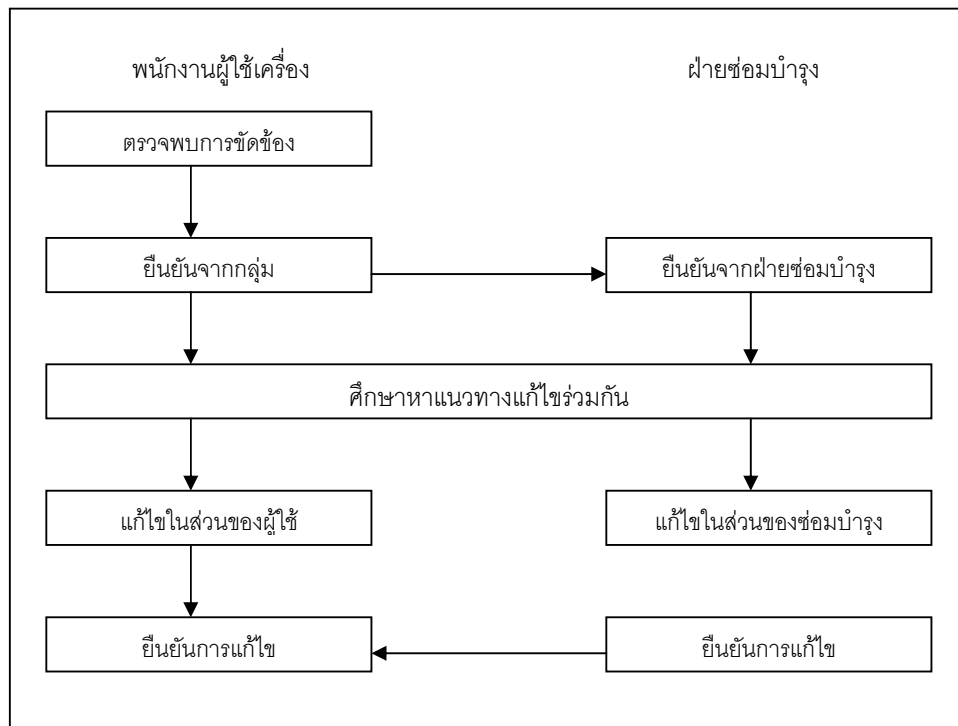 พนักงานผู้ใช้เครื่อง
ฝ่ายซ่อมบำรุง
ตรวจพบการขัดข้อง
ยืนยันจากกลุ่ม
ยืนยันจากฝ่ายซ่อมบำรุง
ศึกษาหาแนวทางแก้ไขร่วมกัน
แก้ไขในส่วนของผู้ใช้
แก้ไขในส่วนของซ่อมบำรุง
ยืนยันการแก้ไข
ยืนยันการแก้ไข